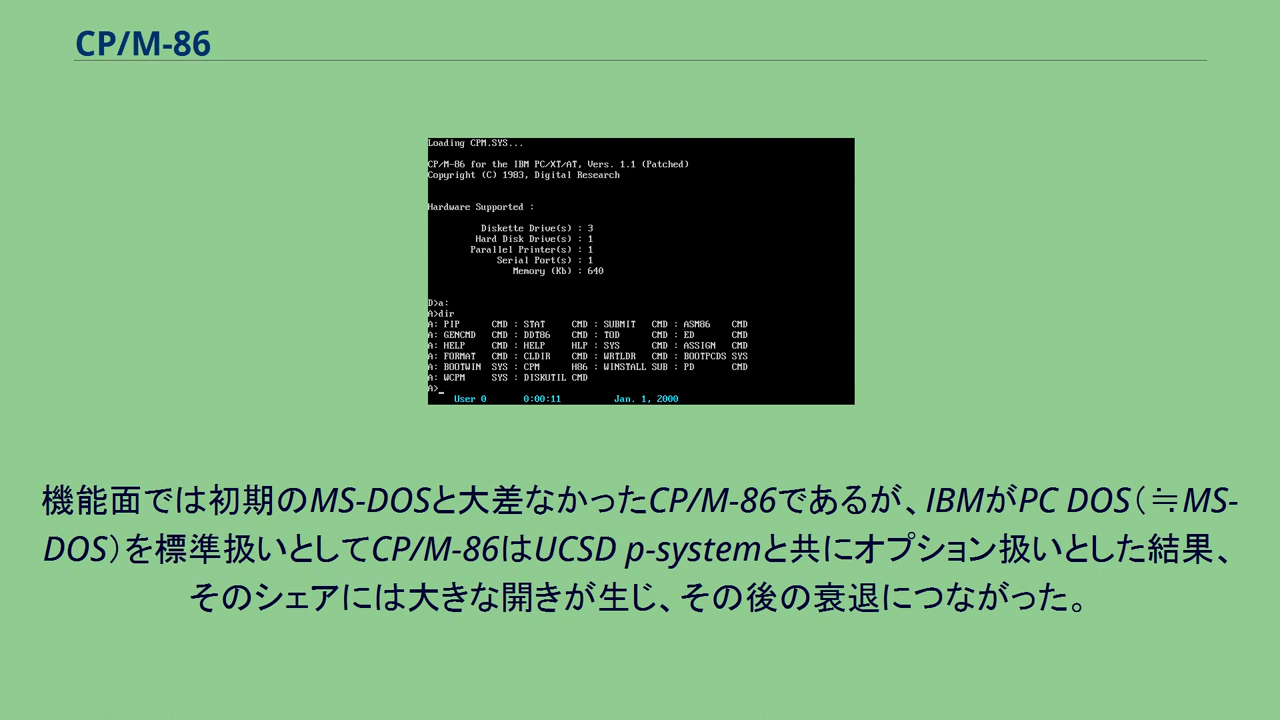 CP/M-86
Loading CPM.SYS...
CP/M-86 for the IBM PC/XT/AT, Vers. 1.1 (Patched)
Copyright (C) 1983, Digital Research
Hardware Supported :
Diskette Drive(s) : 3
Hard Disk Drive(s) : 1
Parallel Printer(s) : 1
Serial Port(s) : 1
Memory (Kb) : 640
D>a:
A>dir
A: PIP CMD : STAT CMD : SUBMIT CMD : ASM86 CMD
A: GENCMD CMD : DDT86 CMD : TOD CMD : ED CMD
A: HELP CMD : HELP HLP : SYS CMD : ASSIGN CMD
A: FORMAT CMD : CLDIR CMD : WRTLDR CMD : BOOTPCDS SYS
A: BOOTWIN SYS : CPM H86 : WINSTALL SUB : PD CMD
A: WCPM SYS : DISKUTIL CMD
A>_
User 0 0:00:11 Jan. 1, 2000
機能面では初期のMS-DOSと大差なかったCP/M-86であるが、IBMがPC DOS（≒MS-
DOS）を標準扱いとしてCP/M-86はUCSD p-systemと共にオプション扱いとした結果、
そのシェアには大きな開きが生じ、その後の衰退につながった。